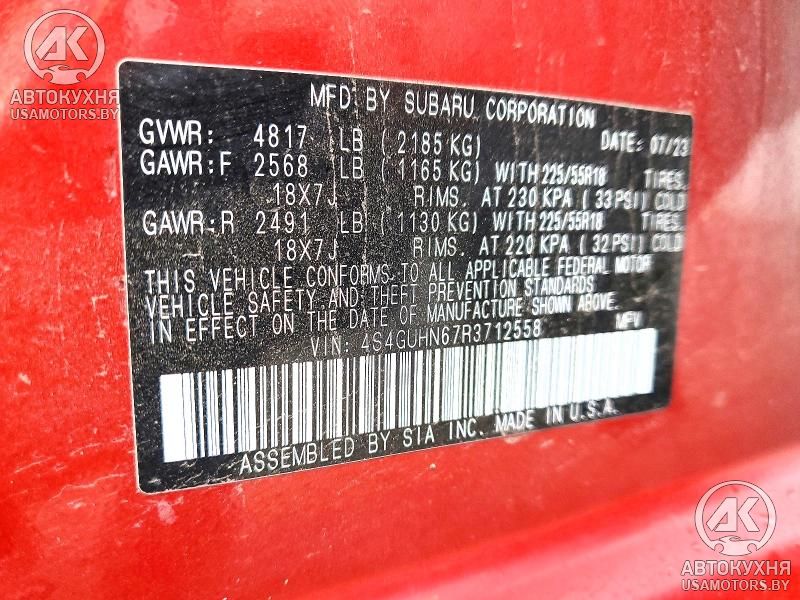 AK
АВТОКУХНЯ
USAMOTORS.BY
MFD BY SUBARU CORPORATION
GVWR: 4817 LB (2185 KG) DATE: 07/23
GAWR:F 2568 LB (1165 KG) WITH 225/55R18 TIRES,
18X7J RIMS, AT 230 KPA (33 PSI) COLD
GAWR:R 2491 LB (1130 KG) WITH 225/55R18 TIRES,
18X7J RIMS, AT 220 KPA (32 PSI) COLD
THIS VEHICLE CONFORMS TO ALL APPLICABLE FEDERAL MOTOR
VEHICLE SAFETY AND THEFT PREVENTION STANDARDS
IN EFFECT ON THE DATE OF MANUFACTURE SHOWN ABOVE.
VIN: 4S4GUHN67R3712558 MPV
ASSEMBLED BY SIA INC. MADE IN U.S.A.
AK
АВТОКУХНЯ
USAMOTORS.BY